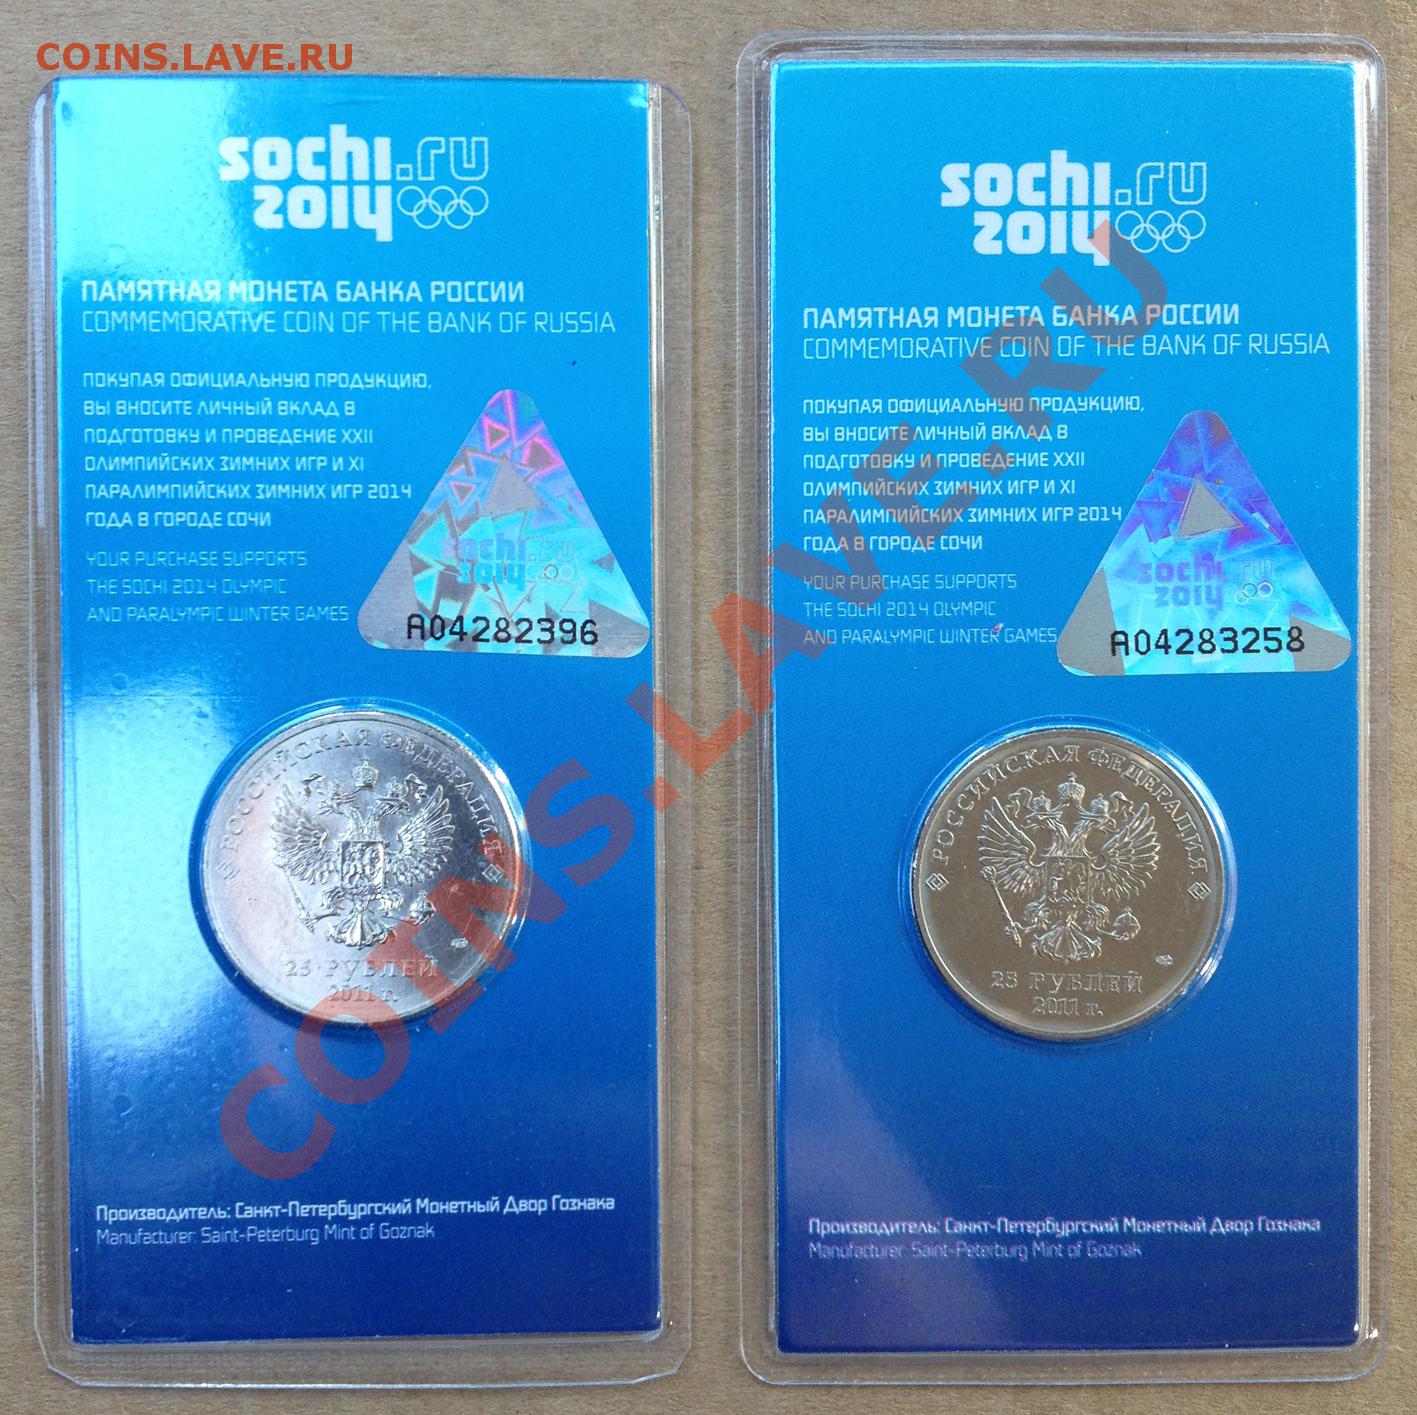 COINS.LAVE.РУ
sochi.ru
2014
ПАМЯТНАЯ МОНЕТА БАНКА РОССИИ
COMMEMORATIVE COIN OF THE BANK OF RUSSIA
ПОКУПАЯ ОФИЦИАЛЬНУЮ ПРОДУКЦИЮ,
ВЫ ВНОСИТЕ ЛИЧНЫЙ ВКЛАД В
ПОДГОТОВКУ И ПРОВЕДЕНИЕ XXII
ОЛИМПИЙСКИХ ЗИМНИХ ИГР И XI
ПАРАЛИМПИЙСКИХ ЗИМНИХ ИГР 2014
ГОДА В ГОРОДЕ СОЧИ
YOUR PURCHASE SUPPORTS
THE SOCHI 2014 OLYMPIC
AND PARALYMPIC WINTER GAMES
sochi.ru
2014
A04282396
РОССИЙСКАЯ ФЕДЕРАЦИЯ
25 РУБЛЕЙ
2011 г.
Производитель: Санкт-Петербургский Монетный Двор Гознака
Manufacturer: Saint-Peterburg Mint of Goznak
sochi.ru
2014
ПАМЯТНАЯ МОНЕТА БАНКА РОССИИ
COMMEMORATIVE COIN OF THE BANK OF RUSSIA
ПОКУПАЯ ОФИЦИАЛЬНУЮ ПРОДУКЦИЮ,
ВЫ ВНОСИТЕ ЛИЧНЫЙ ВКЛАД В
ПОДГОТОВКУ И ПРОВЕДЕНИЕ XXII
ОЛИМПИЙСКИХ ЗИМНИХ ИГР И XI
ПАРАЛИМПИЙСКИХ ЗИМНИХ ИГР 2014
ГОДА В ГОРОДЕ СОЧИ
YOUR PURCHASE SUPPORTS
THE SOCHI 2014 OLYMPIC
AND PARALYMPIC WINTER GAMES
sochi.ru
2014
A04283258
РОССИЙСКАЯ ФЕДЕРАЦИЯ
25 РУБЛЕЙ
2011 г.
Производитель: Санкт-Петербургский Монетный Двор Гознака
Manufacturer: Saint-Peterburg Mint of Goznak
COINS.LAVE.RU